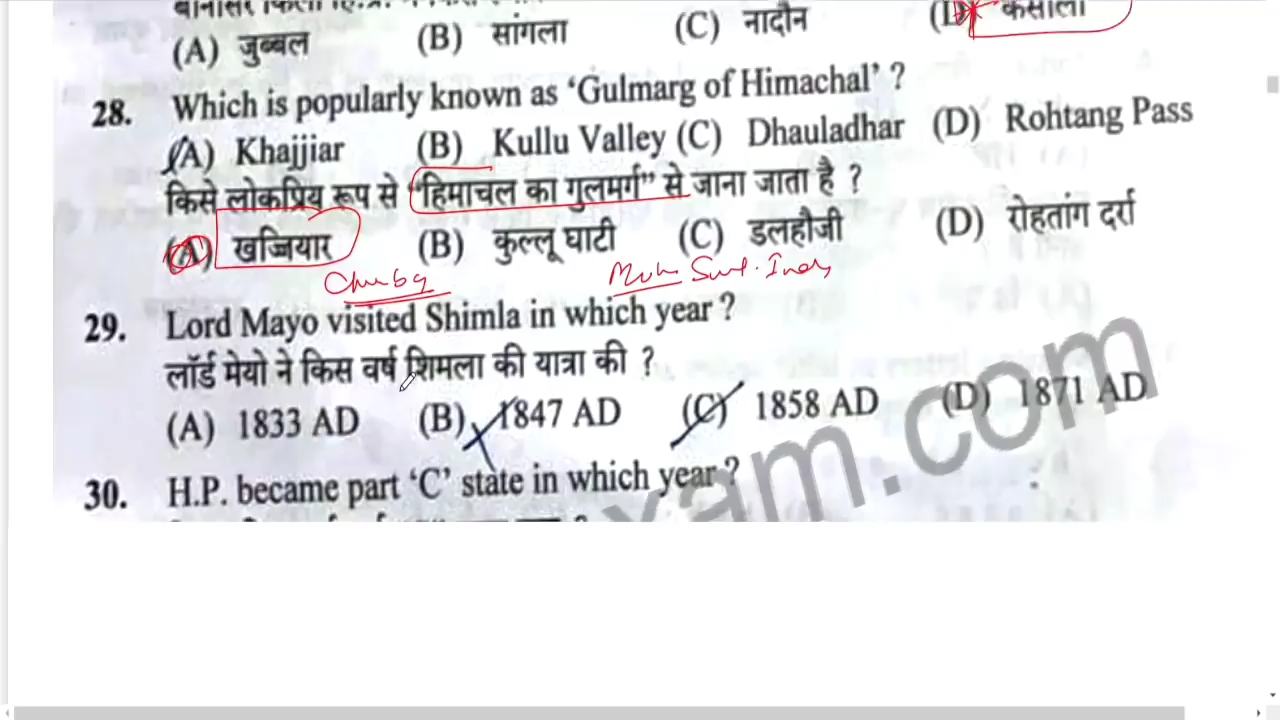 (A) जुब्बल (B) सांगला (C) नादौन (D) कसौली
28. Which is popularly known as ‘Gulmarg of Himachal’ ?
(A) Khajjiar (B) Kullu Valley (C) Dhauladhar (D) Rohtang Pass
किसे लोकप्रिय रूप से “हिमाचल का गुलमर्ग” से जाना जाता है ?
(A) खज्जियार (B) कुल्लू घाटी (C) डलहौजी (D) रोहतांग दर्रा
29. Lord Mayo visited Shimla in which year ?
लॉर्ड मेयो ने किस वर्ष शिमला की यात्रा की ?
(A) 1833 AD (B) 1847 AD (C) 1858 AD (D) 1871 AD
30. H.P. became part ‘C’ state in which year ?
xam.com